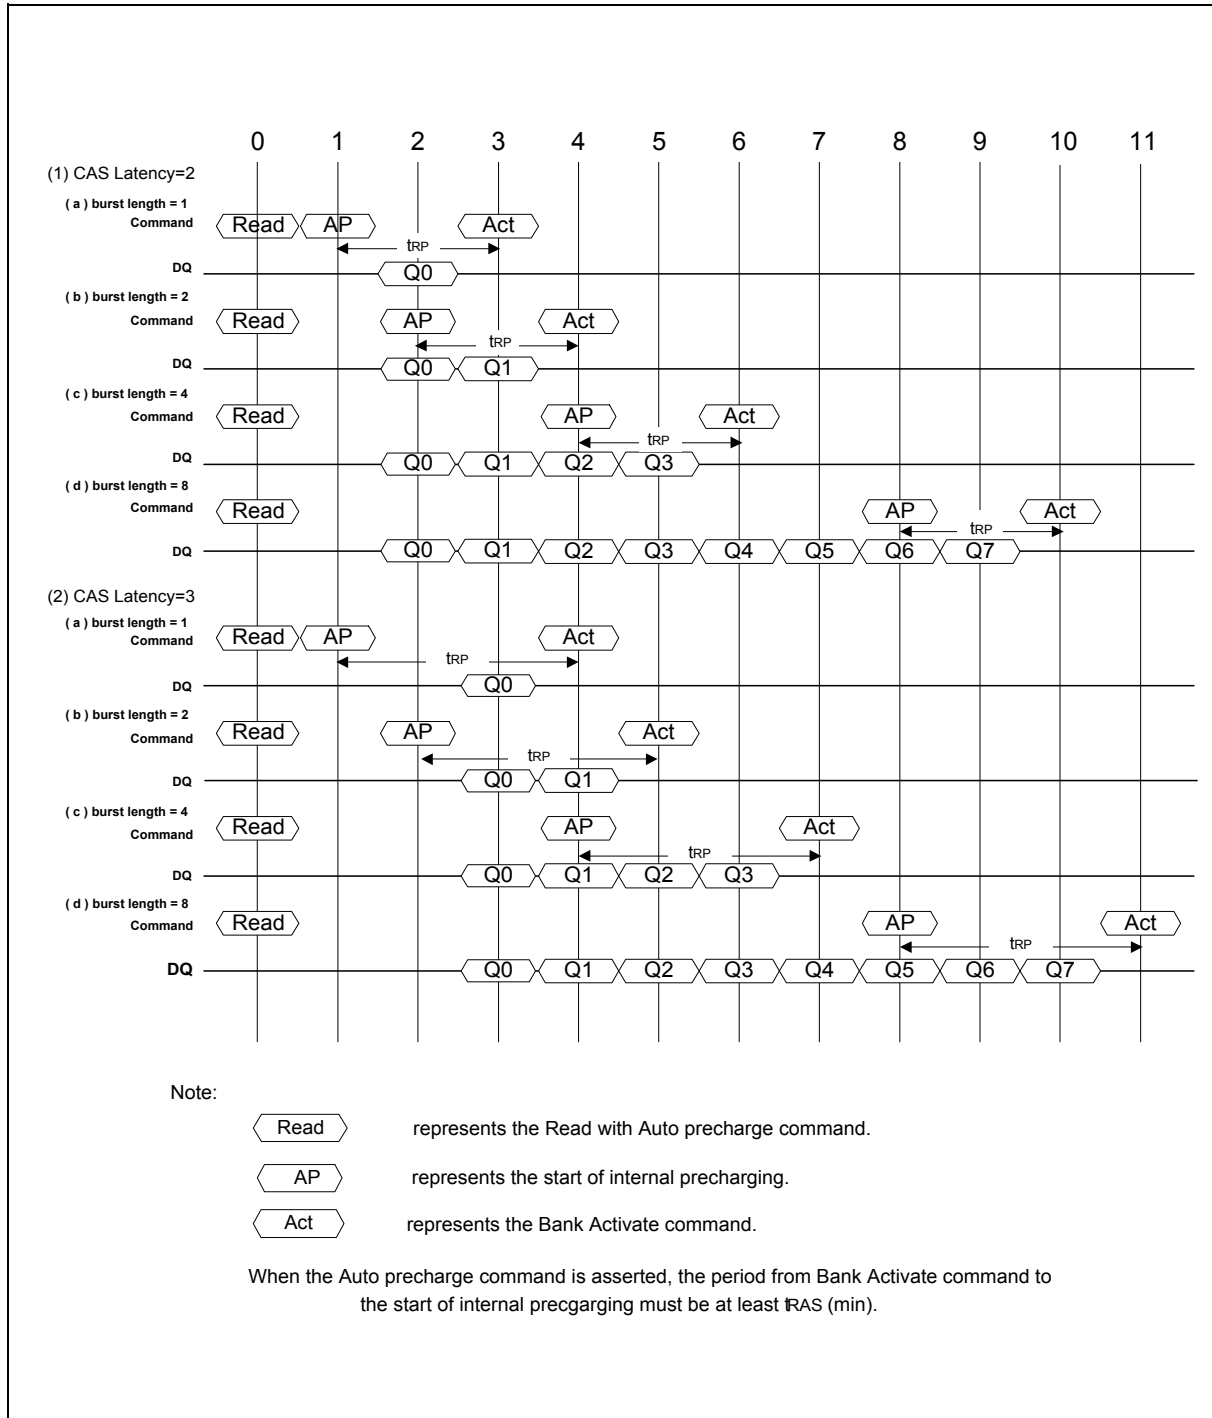 0 1 2 3 4 5 6 7 8 9 10 11
(1) CAS Latency=2
( a ) burst length = 1
Command Read AP Act
tRP
DQ Q0
( b ) burst length = 2
Command Read AP Act
tRP
DQ Q0 Q1
( c ) burst length = 4
Command Read AP Act
tRP
DQ Q0 Q1 Q2 Q3
( d ) burst length = 8
Command Read AP Act
tRP
DQ Q0 Q1 Q2 Q3 Q4 Q5 Q6 Q7
(2) CAS Latency=3
( a ) burst length = 1
Command Read AP Act
tRP
DQ Q0
( b ) burst length = 2
Command Read AP Act
tRP
DQ Q0 Q1
( c ) burst length = 4
Command Read AP Act
tRP
DQ Q0 Q1 Q2 Q3
( d ) burst length = 8
Command Read AP Act
tRP
DQ Q0 Q1 Q2 Q3 Q4 Q5 Q6 Q7
Note:
Read represents the Read with Auto precharge command.
AP represents the start of internal precharging.
Act represents the Bank Activate command.
When the Auto precharge command is asserted, the period from Bank Activate command to
the start of internal precgarging must be at least tRAS (min).